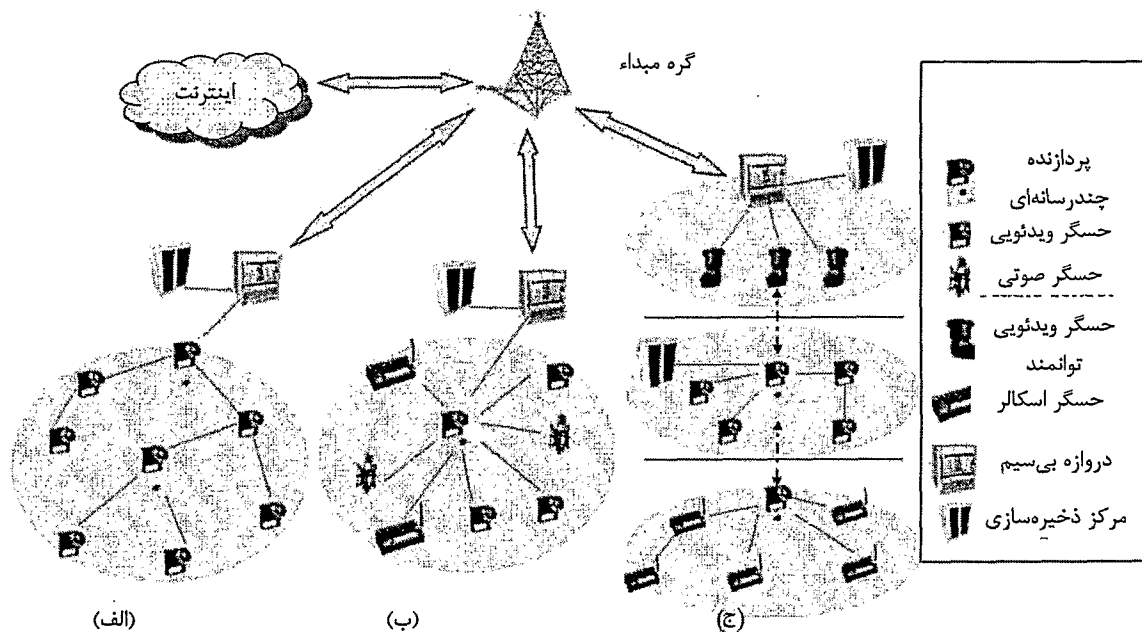 گره مبداء
اینترنت
پردازنده
چندرسانه‌ای
حسگر ویدئویی
حسگر صوتی
حسگر ویدئویی
توانمند
حسگر اسکالر
دروازه بی‌سیم
مرکز ذخیره‌سازی
(الف)
(ب)
(ج)